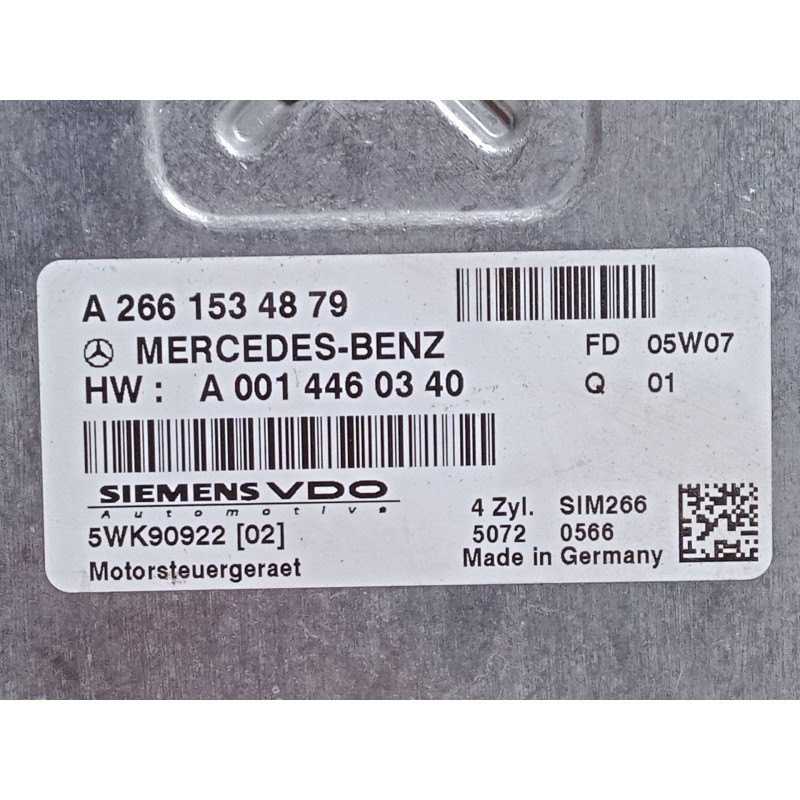 A 266 153 48 79
MERCEDES-BENZ
FD 05W07
HW : A 001 446 03 40
Q 01
SIEMENS VDO
Automotive
4 Zyl. SIM266
5WK90922 [02]
5072 0566
Made in Germany
Motorsteuergeraet